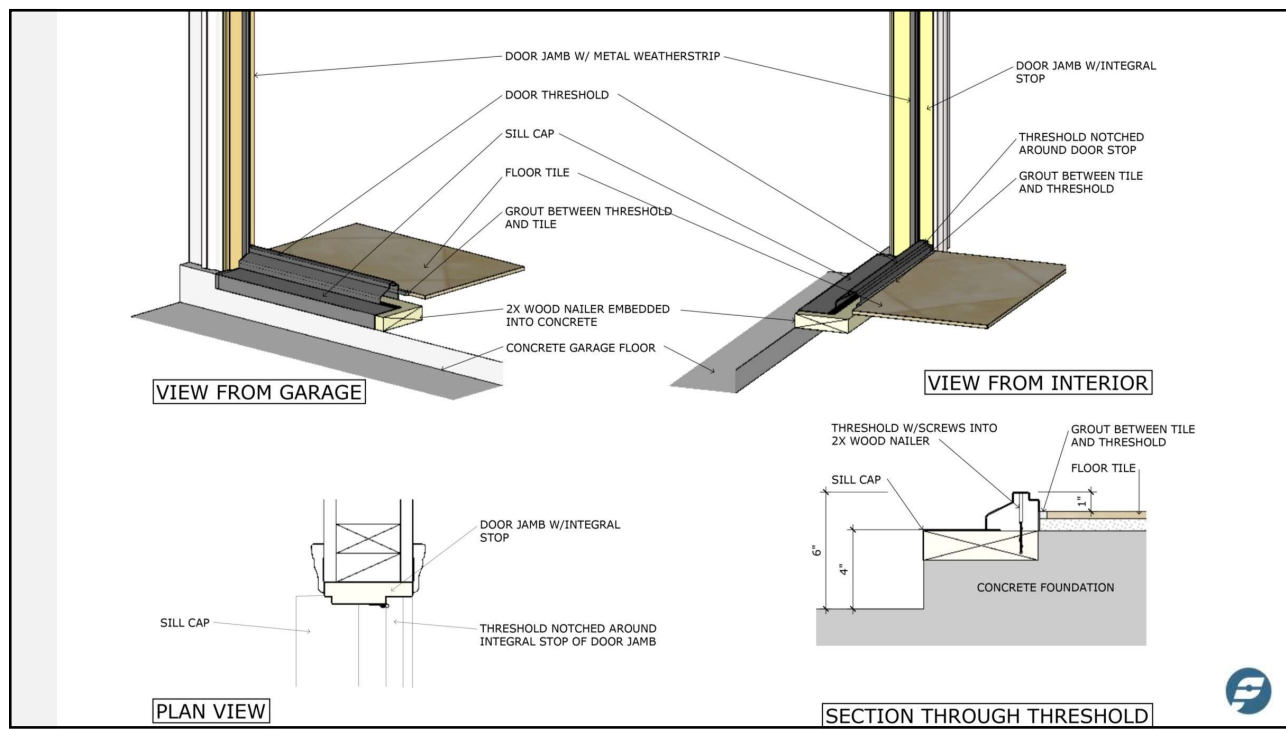 DOOR JAMB W/ METAL WEATHERSTRIP
DOOR THRESHOLD
SILL CAP
FLOOR TILE
GROUT BETWEEN THRESHOLD
AND TILE
2X WOOD NAILER EMBEDDED
INTO CONCRETE
CONCRETE GARAGE FLOOR
VIEW FROM GARAGE
DOOR JAMB W/INTEGRAL
STOP
THRESHOLD NOTCHED
AROUND DOOR STOP
GROUT BETWEEN TILE
AND THRESHOLD
VIEW FROM INTERIOR
DOOR JAMB W/INTEGRAL
STOP
SILL CAP
THRESHOLD NOTCHED AROUND
INTEGRAL STOP OF DOOR JAMB
PLAN VIEW
THRESHOLD W/SCREWS INTO
2X WOOD NAILER
GROUT BETWEEN TILE
AND THRESHOLD
FLOOR TILE
SILL CAP
1"
6"
4"
CONCRETE FOUNDATION
SECTION THROUGH THRESHOLD